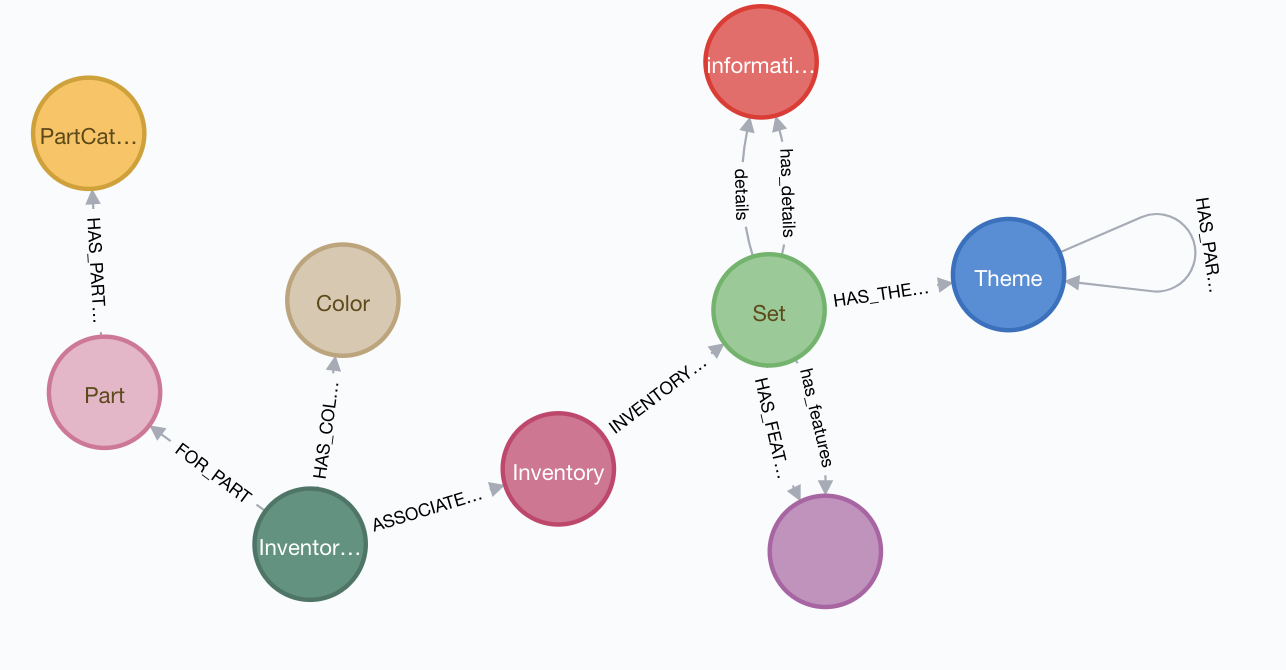 informati...
PartCat...
details
has_details
HAS_PAR...
HAS_PART...
Color
Theme
Set
HAS_THE...
Part
HAS_COL...
INVENTORY...
HAS_FEAT...
has_features
FOR_PART
Inventory
ASSOCIATE...
Inventor...